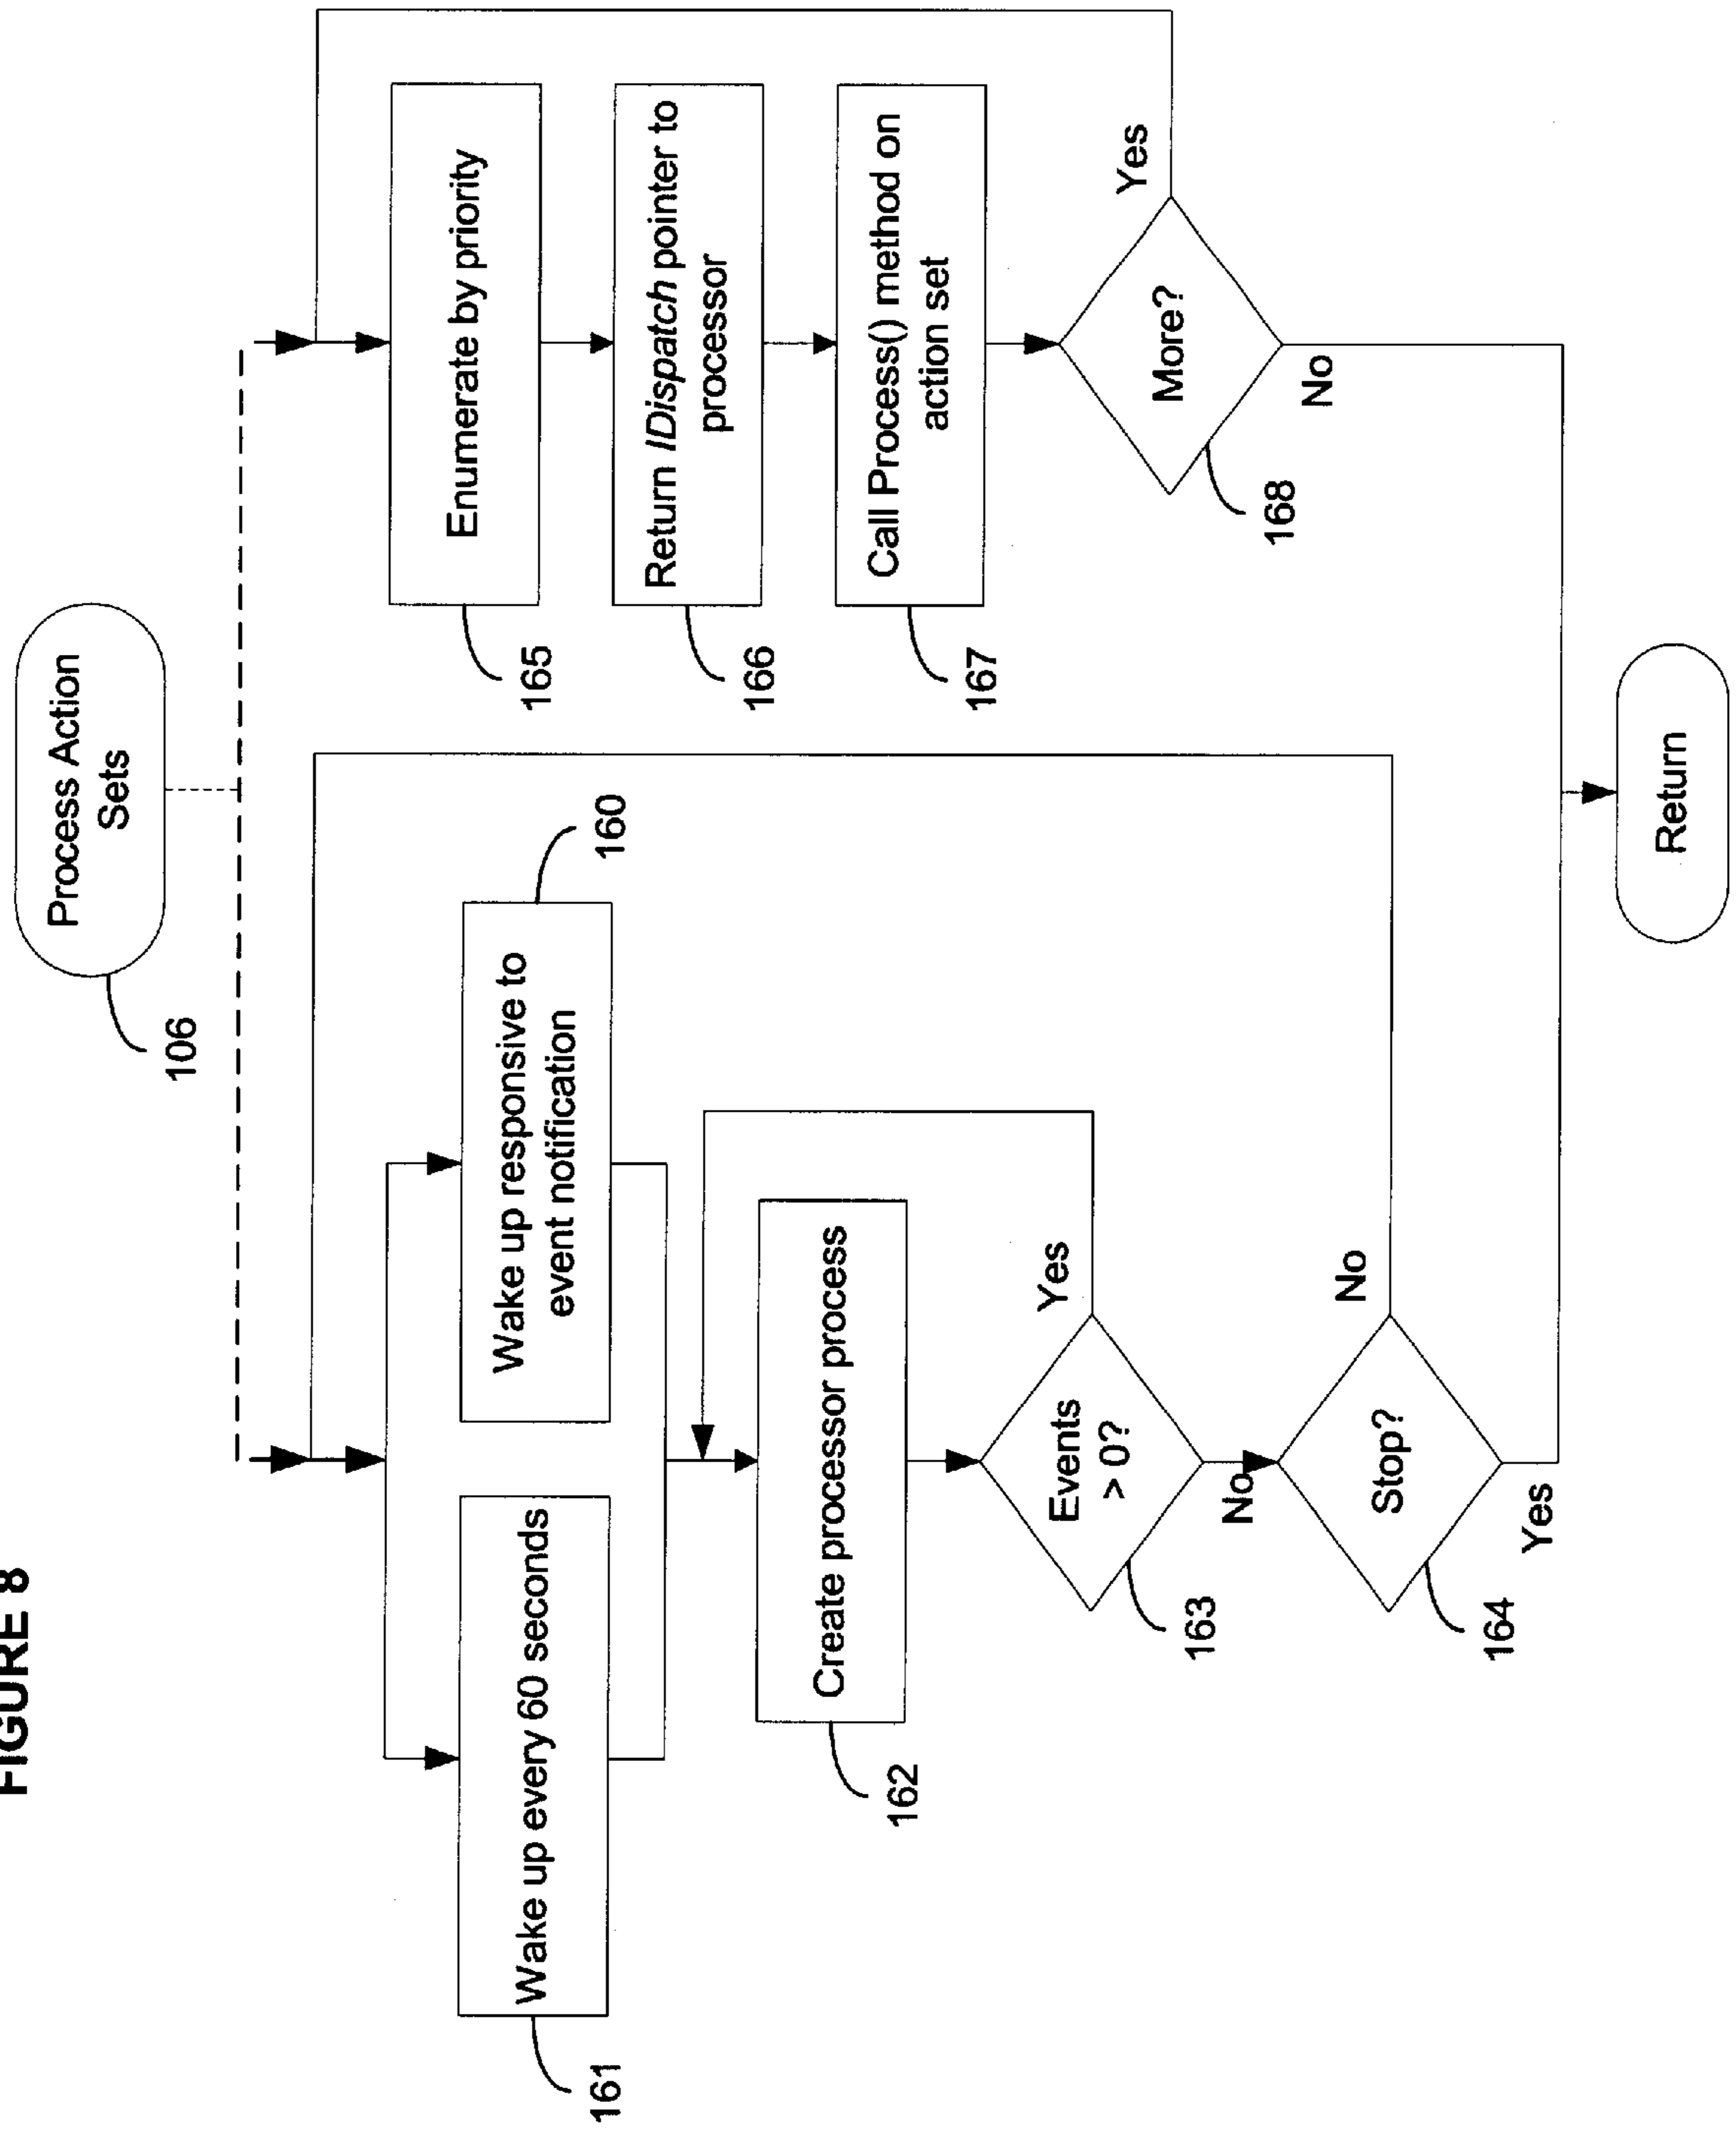 FIGURE 8
Process Action
Sets
106
Wake up every 60 seconds
161
Wake up responsive to
event notification
160
Create processor process
162
Events
> 0?
Yes
No
163
Stop?
No
Yes
164
Enumerate by priority
165
Return IDispatch pointer to
processor
166
Call Process() method on
action set
167
More?
Yes
No
168
Return